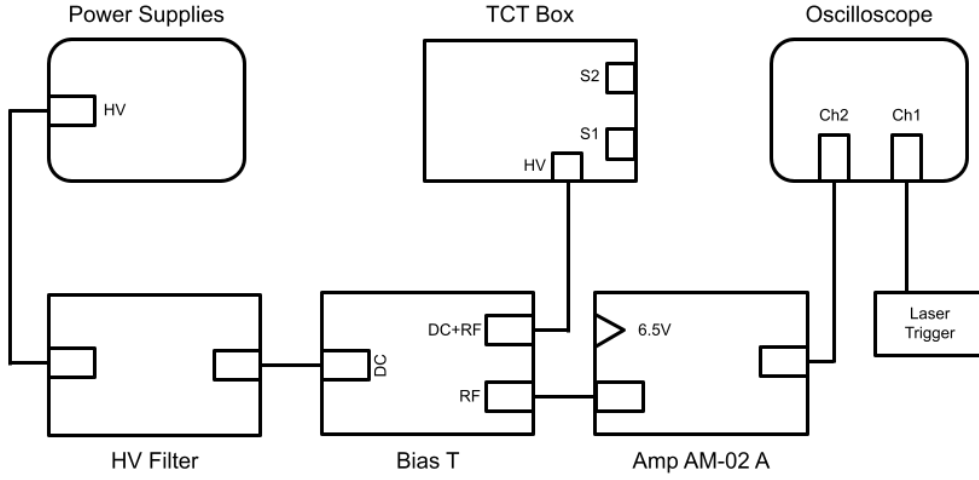 Power Supplies
TCT Box
Oscilloscope
HV
S2
S1
HV
Ch2
Ch1
DC
DC+RF
RF
6.5V
Laser
Trigger
HV Filter
Bias T
Amp AM-02 A